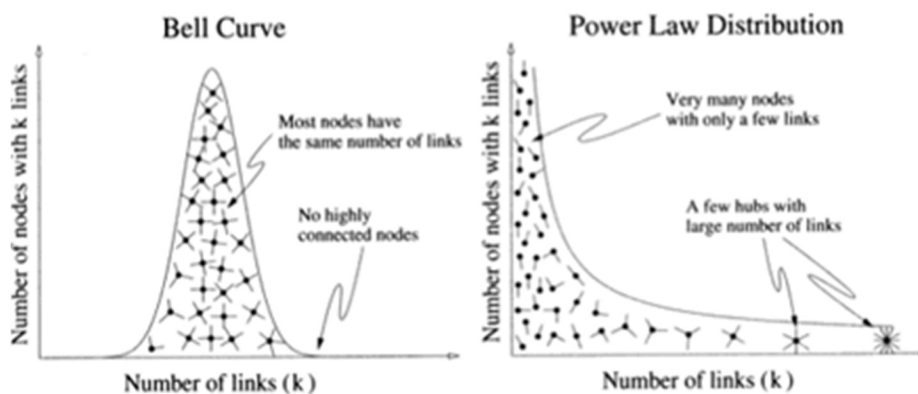 Bell Curve
Number of nodes with k links
Most nodes have
the same number of links
No highly
connected nodes
Number of links (k)
Power Law Distribution
Number of nodes with k links
Very many nodes
with only a few links
A few hubs with
large number of links
Number of links (k)